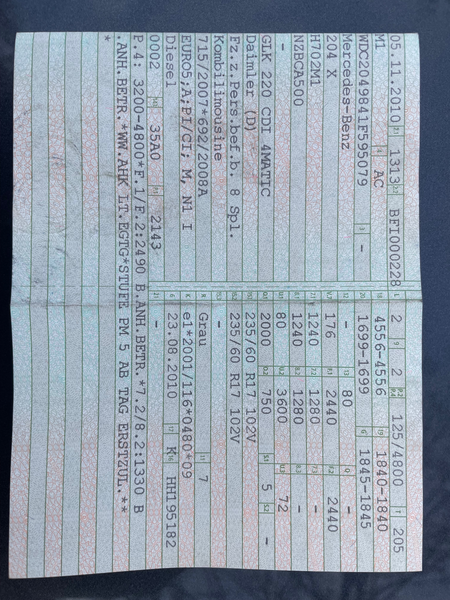 05.11.2010 1313 BFI000228 2 2 125/4800 205
M1 AC 4556-4556 1840-1840
WDC2049841F595079 - 1699-1699 1845-1845
Mercedes-Benz - 80 -
204 X 176 2440 2440
H702M1 1240 1280 -
NZBCA500 1240 1280 -
- 80 3600 72
GLK 220 CDI 4MATIC 2000 750 5 -
Daimler (D) 235/60 R17 102V
Fz.z.Pers.bef.b. 8 Spl. 235/60 R17 102V
Kombilimousine -
715/2007*692/2008A Grau 7
EURO5;A;PI/CI; M, N1 I e1*2001/116*0480*09
Diesel 23.08.2010 K HH195182
0002 35A0 2143 -
P.4: 3200-4800*F.1/F.2:2490 B.ANH.BETR.*7.2/8.2:1330 B
.ANH.BETR.*WW.AHK LT.EGTG*STUFE PM 5 AB TAG ERSTZUL.**
*